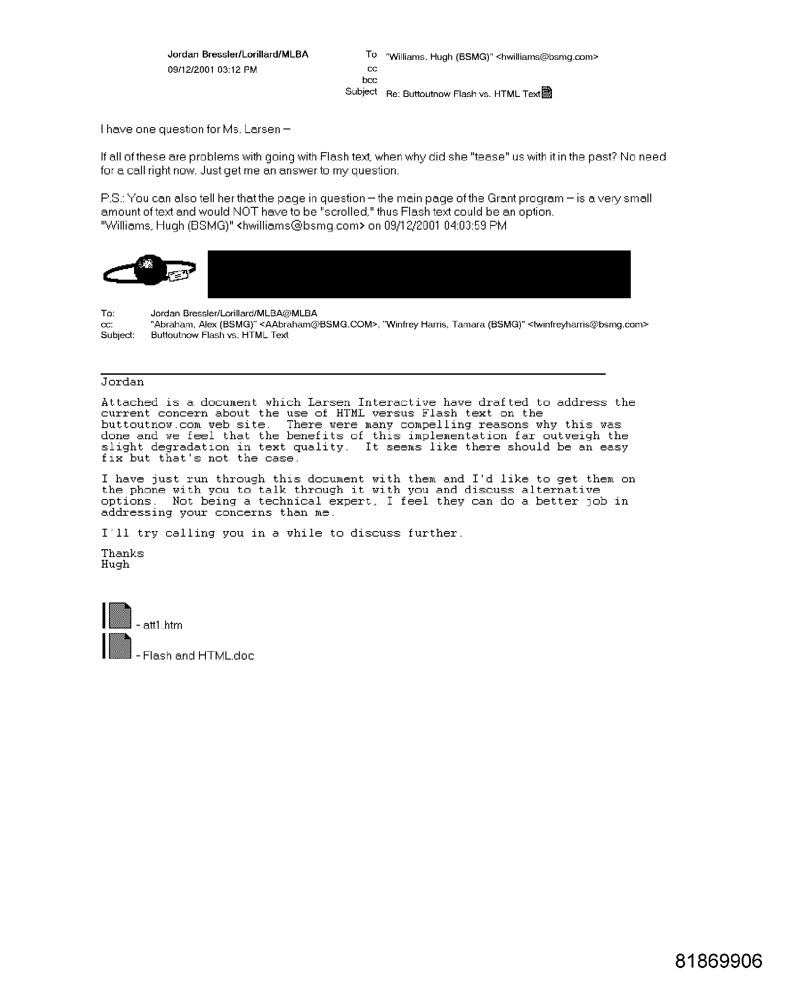 Jordan Bressler/Lorillard/MLBA
09/12/2001 03:12 PM
To "Williams, Hugh (BSMG)" <hwilliams@bsmg.com>
cc
bcc
Subject Re: Buttoutnow Flash vs. HTML Text
I have one question for Ms. Larsen –
If all of these are problems with going with Flash text, when why did she "tease" us with it in the past? No need
for a call right now. Just get me an answer to my question.
P.S.: You can also tell her that the page in question – the main page of the Grant program – is a very small
amount of text and would NOT have to be "scrolled," thus Flash text could be an option.
"Williams, Hugh (BSMG)" <hwilliams@bsmg.com> on 09/12/2001 04:03:59 PM
To: Jordan Bressler/Lorillard/MLBA@MLBA
cc: "Abraham, Alex (BSMG)" <AAbraham@BSMG.COM>, "Winfrey Harris, Tamara (BSMG)" <twinfreyharris@bsmg.com>
Subject: Buttoutnow Flash vs. HTML Text
Jordan
Attached is a document which Larsen Interactive have drafted to address the
current concern about the use of HTML versus Flash text on the
buttoutnow.com web site. There were many compelling reasons why this was
done and we feel that the benefits of this implementation far outweigh the
slight degradation in text quality. It seems like there should be an easy
fix but that's not the case.
I have just run through this document with them and I'd like to get them on
the phone with you to talk through it with you and discuss alternative
options. Not being a technical expert, I feel they can do a better job in
addressing your concerns than me.
I'll try calling you in a while to discuss further.
Thanks
Hugh
- att1.htm
- Flash and HTML.doc
81869906